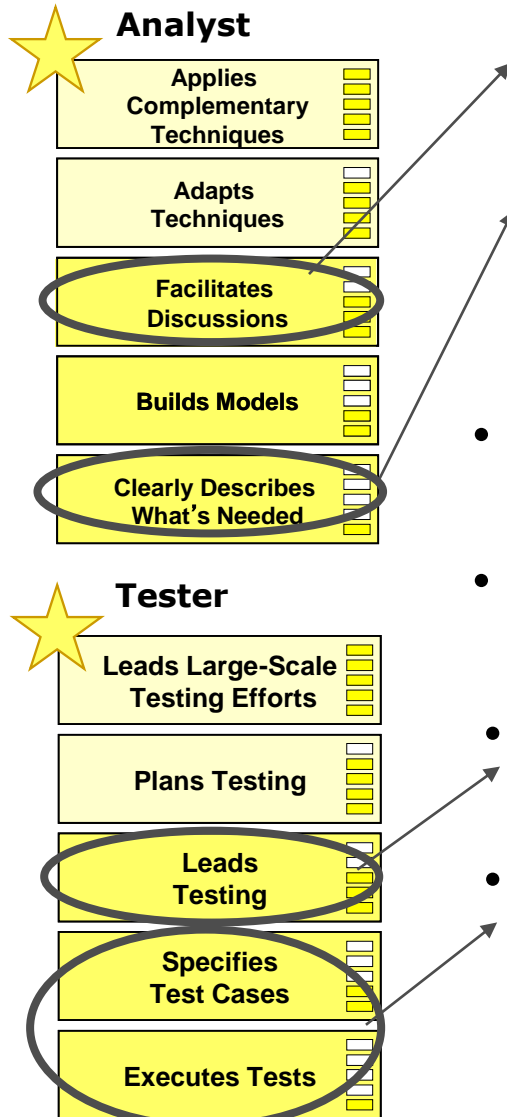 Analyst
Applies
Complementary
Techniques
Adapts
Techniques
Facilitates
Discussions
Builds Models
Clearly Describes
What’s Needed
Tester
Leads Large-Scale
Testing Efforts
Plans Testing
Leads
Testing
Specifies
Test Cases
Executes Tests